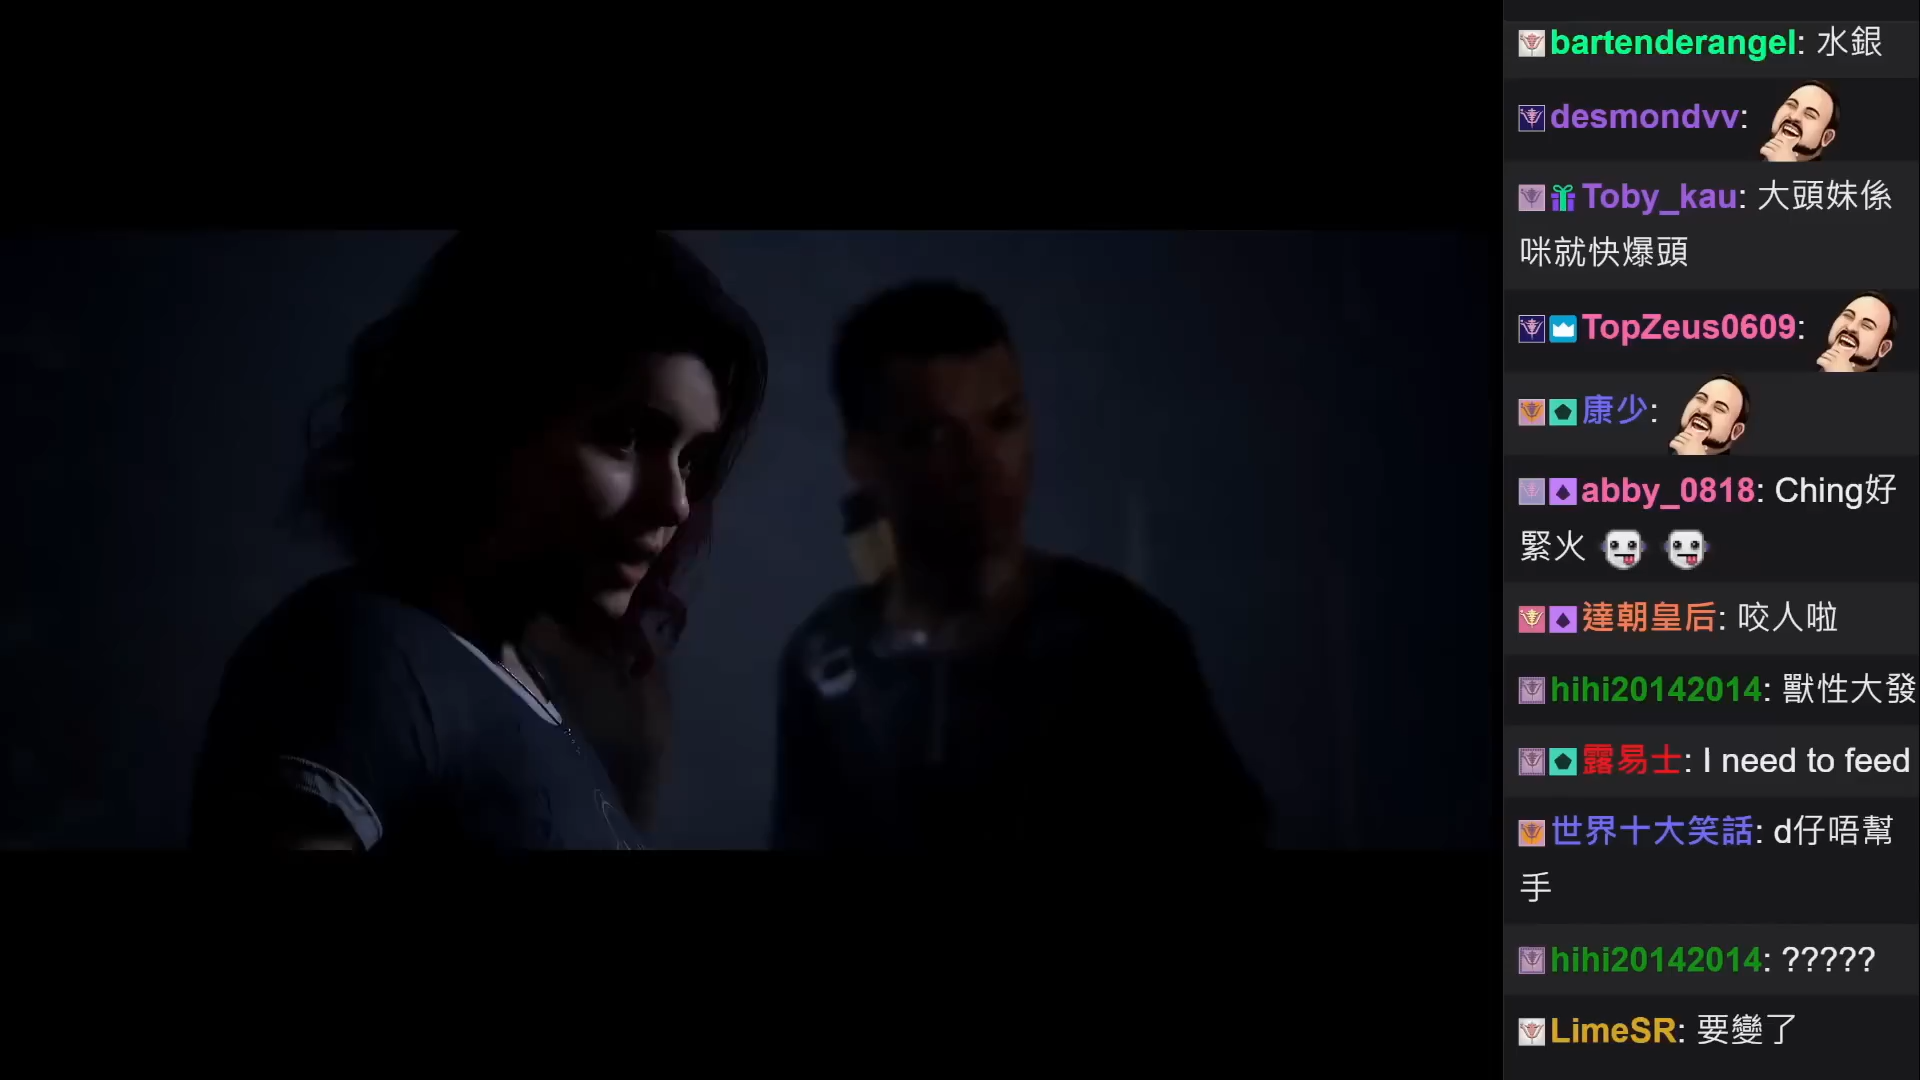 bartenderangel: 水銀
desmondvv:
Toby_kau: 大頭妹係
咪就快爆頭
TopZeus0609:
康少:
abby_0818: Ching好
緊火
達朝皇后: 咬人啦
hihi20142014: 獸性大發
露易士: I need to feed
世界十大笑話: d仔唔幫
手
hihi20142014: ?????
LimeSR: 要變了